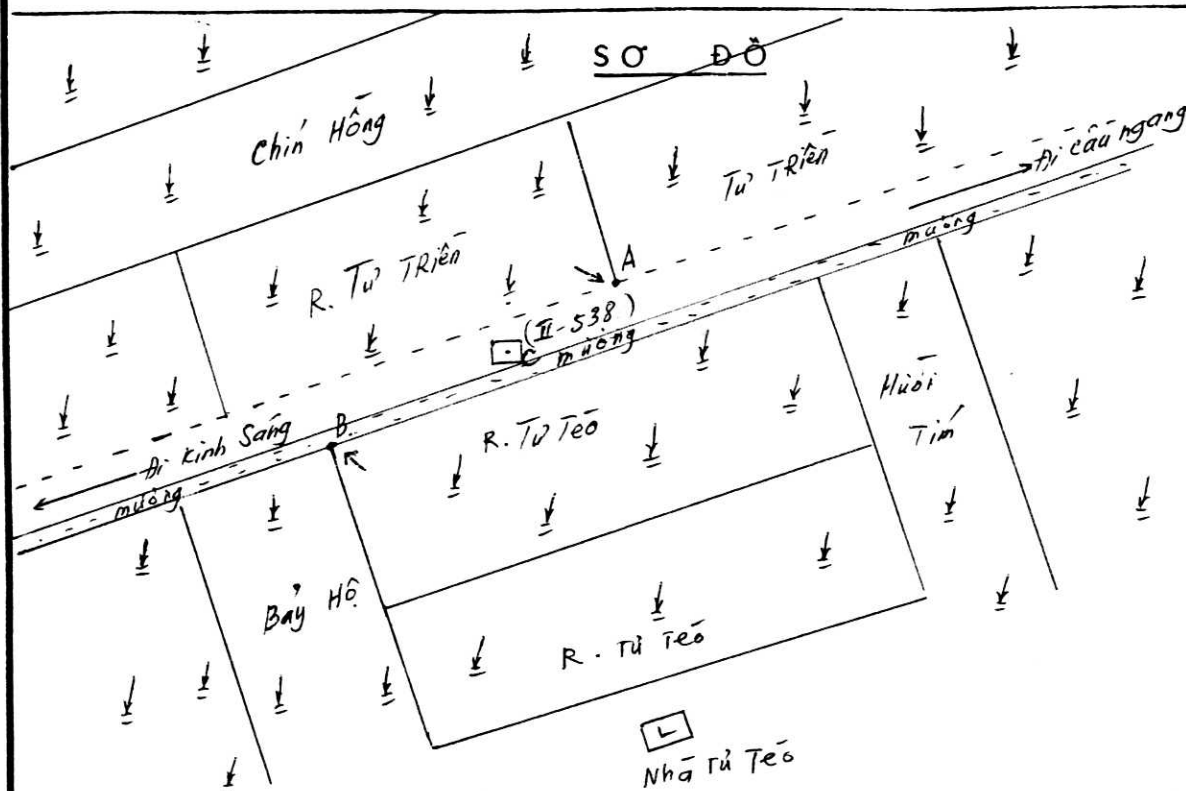 SƠ ĐỒ
Chín Hồng
Tư TRiền
Đi cầu ngang
mương
R. Tư TRiền
A
(II-538)
C
mương
R. Tư Tèo
Mười
Tím
B
Đi Kinh Sáng
mương
Bảy Hộ
R. Tư Tèo
L
Nhà Tư Tèo